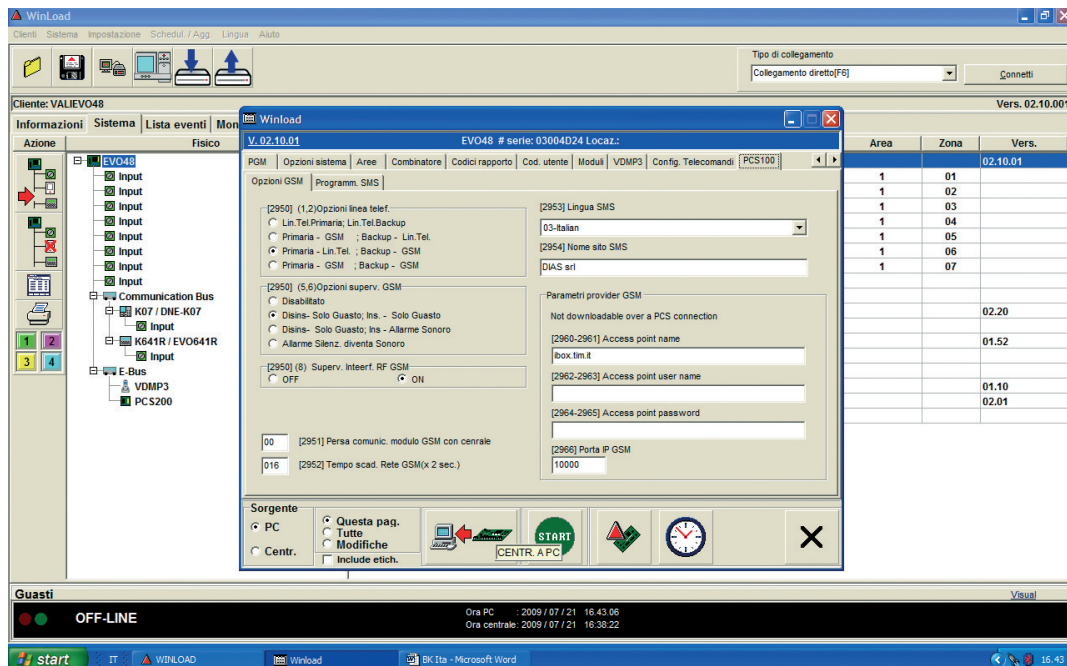 WinLoad
Clienti Sistema Impostazione Schedul. / Agg. Lingua Aiuto
Tipo di collegamento
Collegamento diretto[F6]
Connetti
Cliente: VALIEVO48
Vers. 02.10.001
Informazioni Sistema Lista eventi Mon
Azione Fisico Area Zona Vers.
EVO48 02.10.01
Input 1 01
Input 1 02
Input 1 03
Input 1 04
Input 1 05
Input 1 06
Input 1 07
Input
Communication Bus
K07 / DNE-K07 02.20
Input
K641R / EVO641R 01.52
Input
E-Bus
VDMP3 01.10
PCS200 02.01
1 2
3 4
Winload
V. 02.10.01 EVO48 # serie: 03004D24 Locaz.:
PGM Opzioni sistema Aree Combinatore Codici rapporto Cod. utente Moduli VDMP3 Config. Telecomandi PCS100
Opzioni GSM Programm. SMS
[2950] (1,2)Opzioni linea telef.
Lin.Tel.Primaria; Lin.Tel.Backup
Primaria - GSM ; Backup - Lin.Tel.
Primaria - Lin.Tel. ; Backup - GSM
Primaria - GSM ; Backup - GSM
[2950] (5,6)Opzioni superv. GSM
Disabilitato
Disins- Solo Guasto; Ins. - Solo Guasto
Disins- Solo Guasto; Ins - Allarme Sonoro
Allarme Silenz. diventa Sonoro
[2950] (8) Superv. Inteerf. RF GSM
OFF ON
00 [2951] Persa comunic. modulo GSM con cenrale
016 [2952] Tempo scad. Rete GSM(x 2 sec.)
[2953] Lingua SMS
03-Italian
[2954] Nome sito SMS
DIAS srl
Parametri provider GSM
Not downloadable over a PCS connection
[2960-2961] Access point name
ibox.tim.it
[2962-2963] Access point user name
[2964-2965] Access point password
[2966] Porta IP GSM
10000
Sorgente
PC
Centr.
Questa pag.
Tutte
Modifiche
Include etich.
START
CENTR. A PC
Guasti
Visual
OFF-LINE
Ora PC : 2009 / 07 / 21 16.43.06
Ora centrale: 2009 / 07 / 21 16:38:22
start IT WINLOAD Winload BK Ita - Microsoft Word 16.43